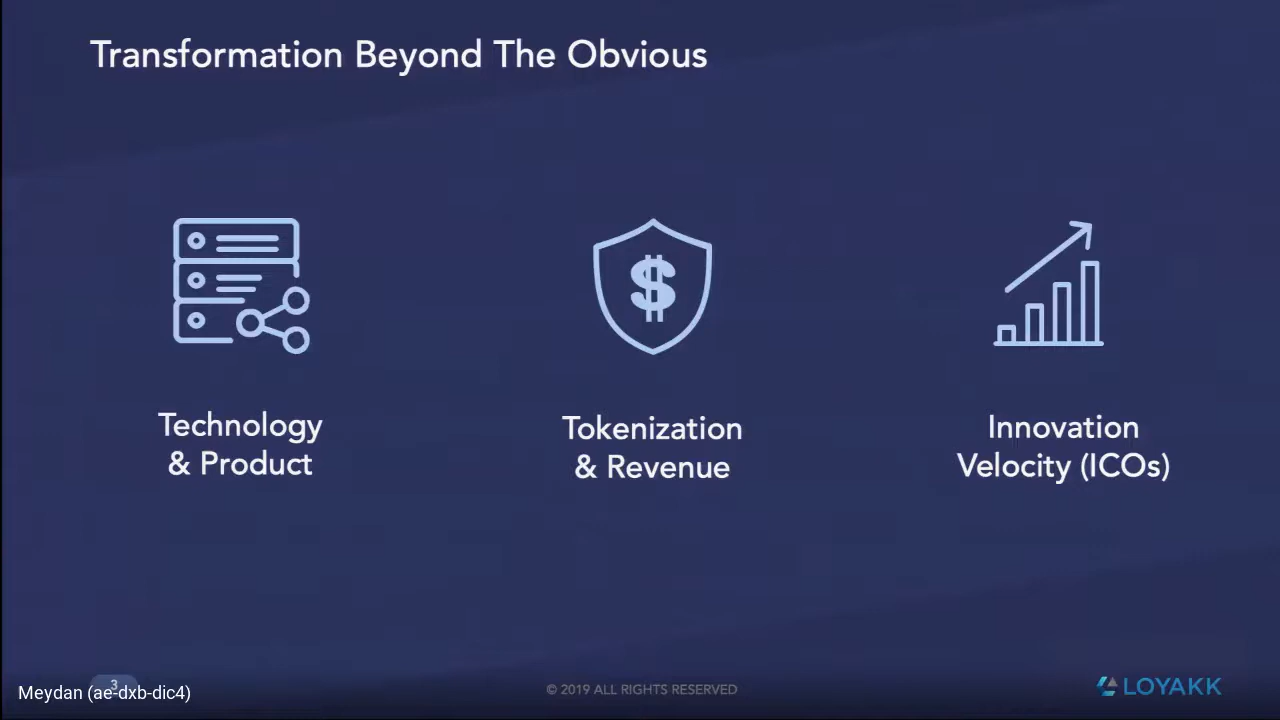 Transformation Beyond The Obvious
$
Technology
& Product
Tokenization
& Revenue
Innovation
Velocity (ICOs)
3
Meydan (ae-dxb-dic4)
© 2019 ALL RIGHTS RESERVED
LOYAKK